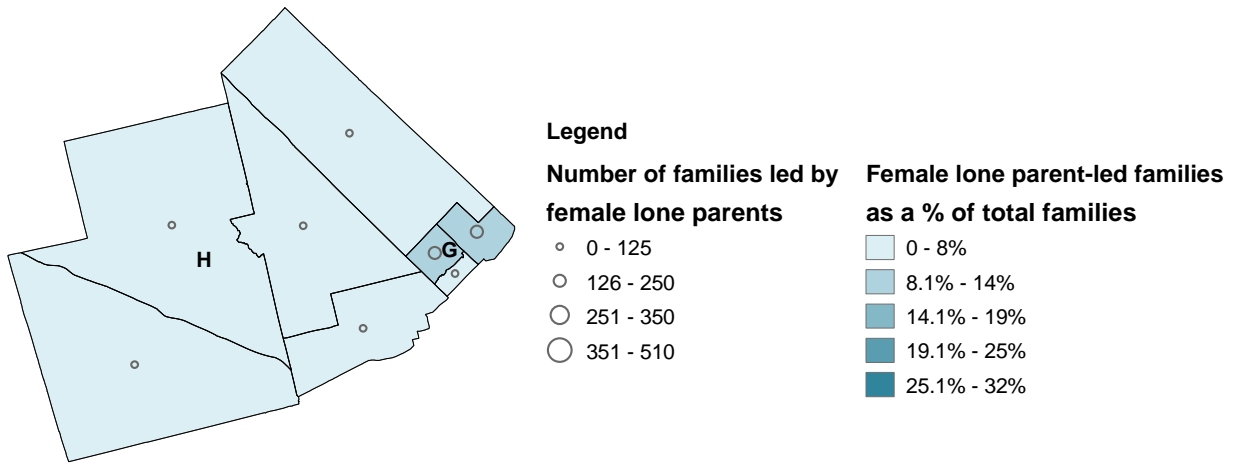 H
G
Legend
Number of families led by
female lone parents
0 - 125
126 - 250
251 - 350
351 - 510
Female lone parent-led families
as a % of total families
0 - 8%
8.1% - 14%
14.1% - 19%
19.1% - 25%
25.1% - 32%